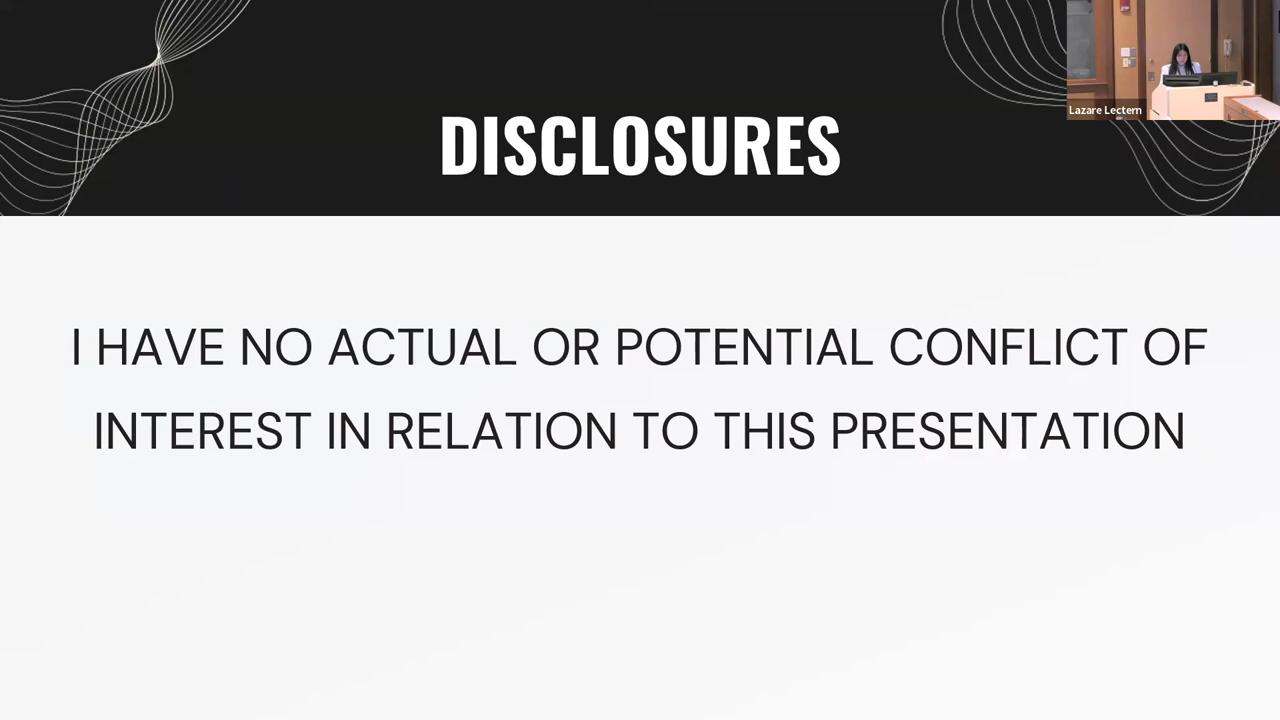 DISCLOSURES
Lazare Lectern
I HAVE NO ACTUAL OR POTENTIAL CONFLICT OF
INTEREST IN RELATION TO THIS PRESENTATION